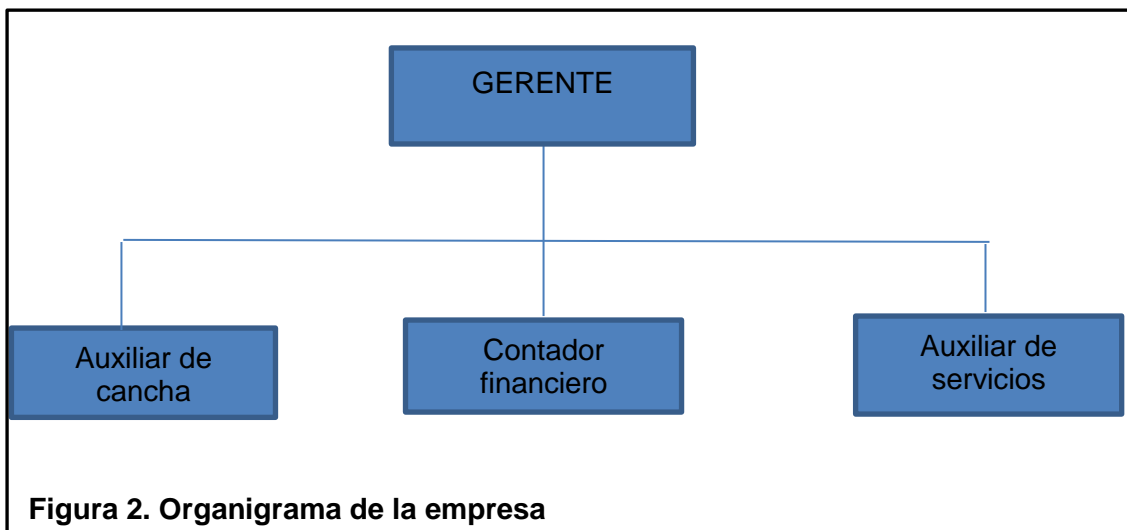 GERENTE
Auxiliar de
cancha
Contador
financiero
Auxiliar de
servicios
Figura 2. Organigrama de la empresa